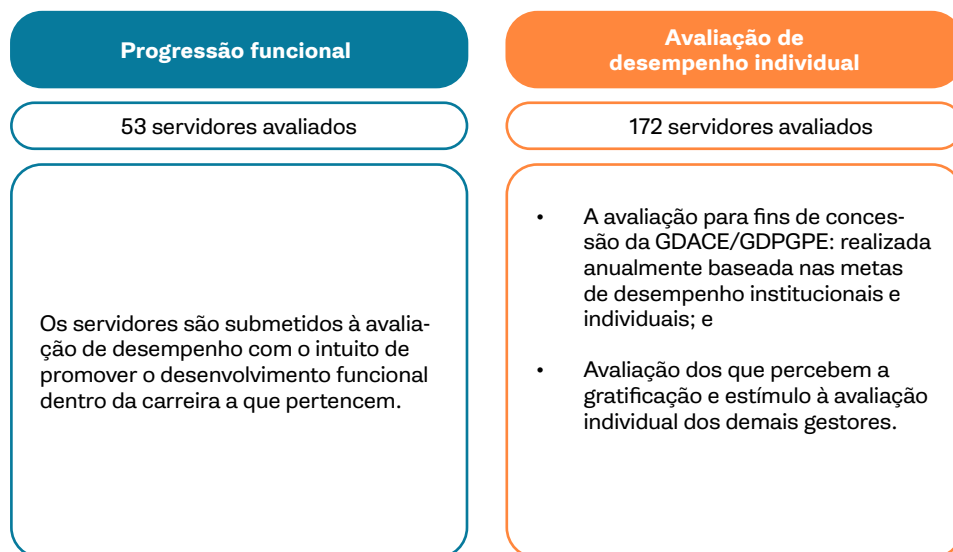 Progressão funcional
53 servidores avaliados
Os servidores são submetidos à avalia-
ção de desempenho com o intuito de
promover o desenvolvimento funcional
dentro da carreira a que pertencem.
Avaliação de
desempenho individual
172 servidores avaliados
• A avaliação para fins de conces-
são da GDACE/GDPGPE: realizada
anualmente baseada nas metas
de desempenho institucionais e
individuais; e
• Avaliação dos que percebem a
gratificação e estímulo à avaliação
individual dos demais gestores.